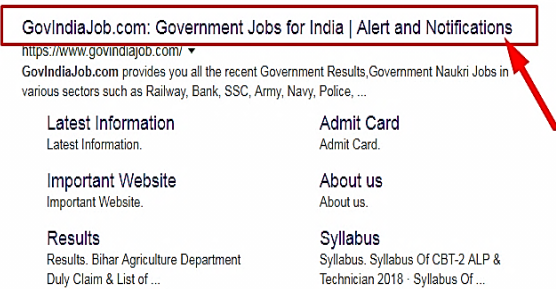 GovIndiaJob.com: Government Jobs for India | Alert and Notifications
https://www.govindiajob.com/
GovIndiaJob.com provides you all the recent Government Results,Government Naukri Jobs in
various sectors such as Railway, Bank, SSC, Army, Navy, Police, ...
Latest Information
Latest Information.
Admit Card
Admit Card.
Important Website
Important Website.
About us
About us.
Results
Results. Bihar Agriculture Department
Duly Claim & List of ...
Syllabus
Syllabus. Syllabus Of CBT-2 ALP &
Technician 2018 · Syllabus Of ...